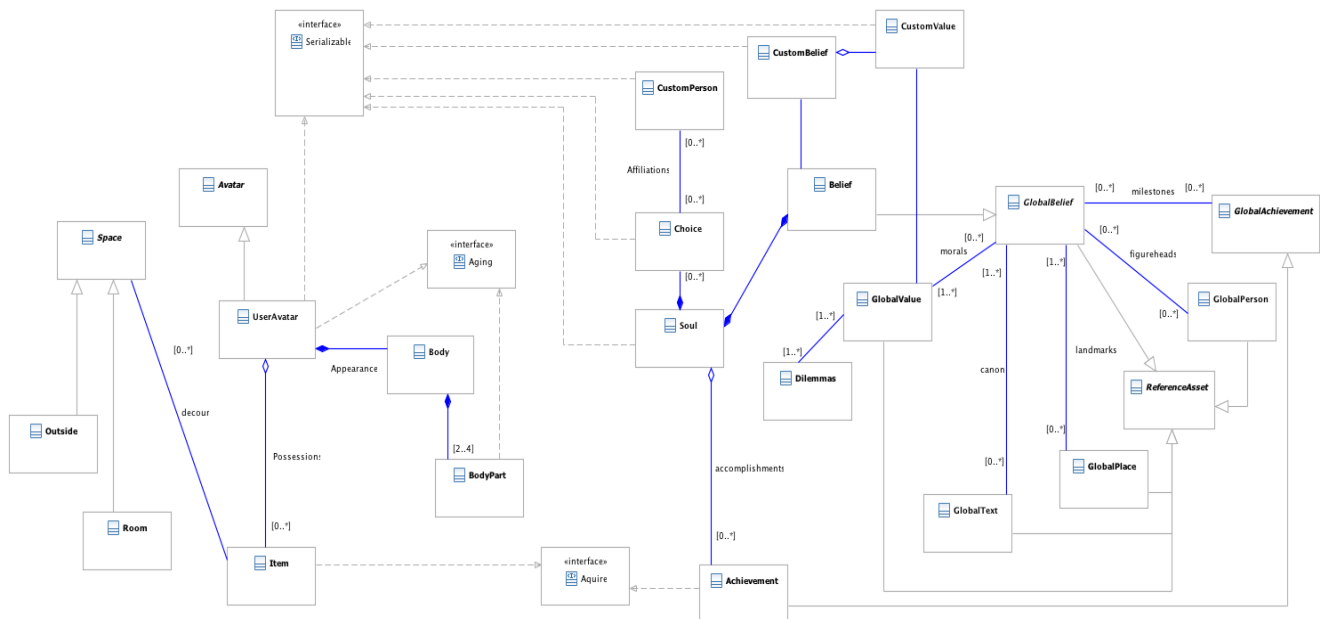 «interface»
Serializable
CustomValue
CustomBelief
CustomPerson
[0..*]
Affiliations
[0..*]
Avatar
Belief
GlobalBelief
[0..*]
milestones
[0..*]
GlobalAchievement
Space
Choice
«interface»
Aging
[0..*]
morals
[0..*]
figureheads
[1..*]
[1..*]
[0..*]
UserAvatar
Soul
[1..*]
GlobalValue
[1..*]
GlobalPerson
[0..*]
[0..*]
Body
Appearance
[1..*]
Dilemmas
landmarks
canon
ReferenceAsset
decour
Outside
[0..*]
Possessions
[2..4]
BodyPart
accomplishments
GlobalPlace
[0..*]
GlobalText
Room
[0..*]
[0..*]
Item
«interface»
Aquire
Achievement